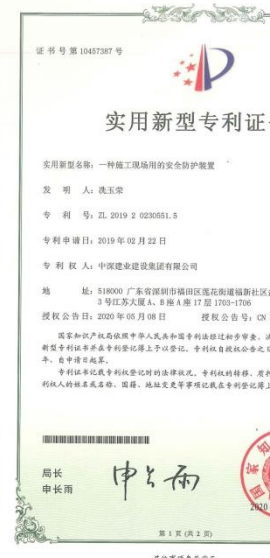 证书号第10457387号
实用新型专利证
实用新型名称：一种施工现场用的安全防护装置
发 明 人：冼玉荣
专 利 号：ZL 2019 2 0230551.5
专利申请日：2019年02月22日
专 利 权 人：中深建业建设集团有限公司
地 址：518000 广东省深圳市福田区莲花街道福新社区
3号江苏大厦A、B座A座17层1703-1706
授权公告日：2020年05月08日 授权公告号：CN
国家知识产权局依照中华人民共和国专利法经过初步审查，
新型专利证书并在专利登记簿上予以登记。专利权自授权公告之
年，自申请日起算。
专利证书记载专利权登记时的法律状况。专利权的转移、质
利权人的姓名或名称、国籍、地址变更等事项记载在专利登记簿上
局长
申长雨
申长雨
国家知
2020
第 1 页 (共 2 页)